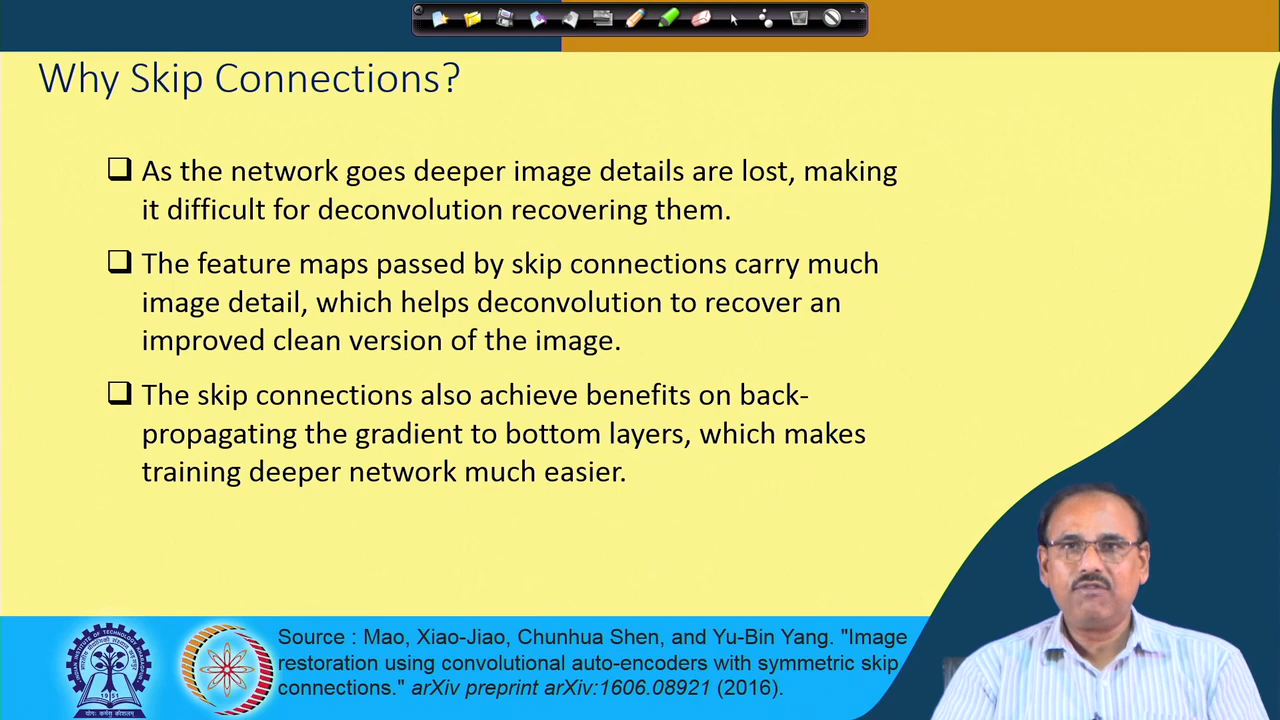 Why Skip Connections?
As the network goes deeper image details are lost, making
it difficult for deconvolution recovering them.
The feature maps passed by skip connections carry much
image detail, which helps deconvolution to recover an
improved clean version of the image.
The skip connections also achieve benefits on back-
propagating the gradient to bottom layers, which makes
training deeper network much easier.
Source : Mao, Xiao-Jiao, Chunhua Shen, and Yu-Bin Yang. "Image
restoration using convolutional auto-encoders with symmetric skip
connections." arXiv preprint arXiv:1606.08921 (2016).